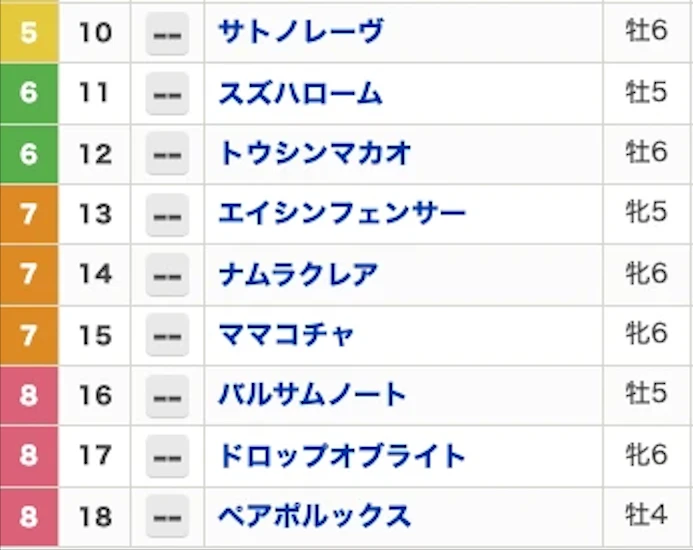 5 10 -- サトノレーヴ 牡6
6 11 -- スズハローム 牡5
6 12 -- トウシンマカオ 牡6
7 13 -- エイシンフェンサー 牝5
7 14 -- ナムラクレア 牝6
7 15 -- ママコチャ 牝6
8 16 -- バルサムノート 牡5
8 17 -- ドロップオブライト 牝6
8 18 -- ペアポルックス 牡4